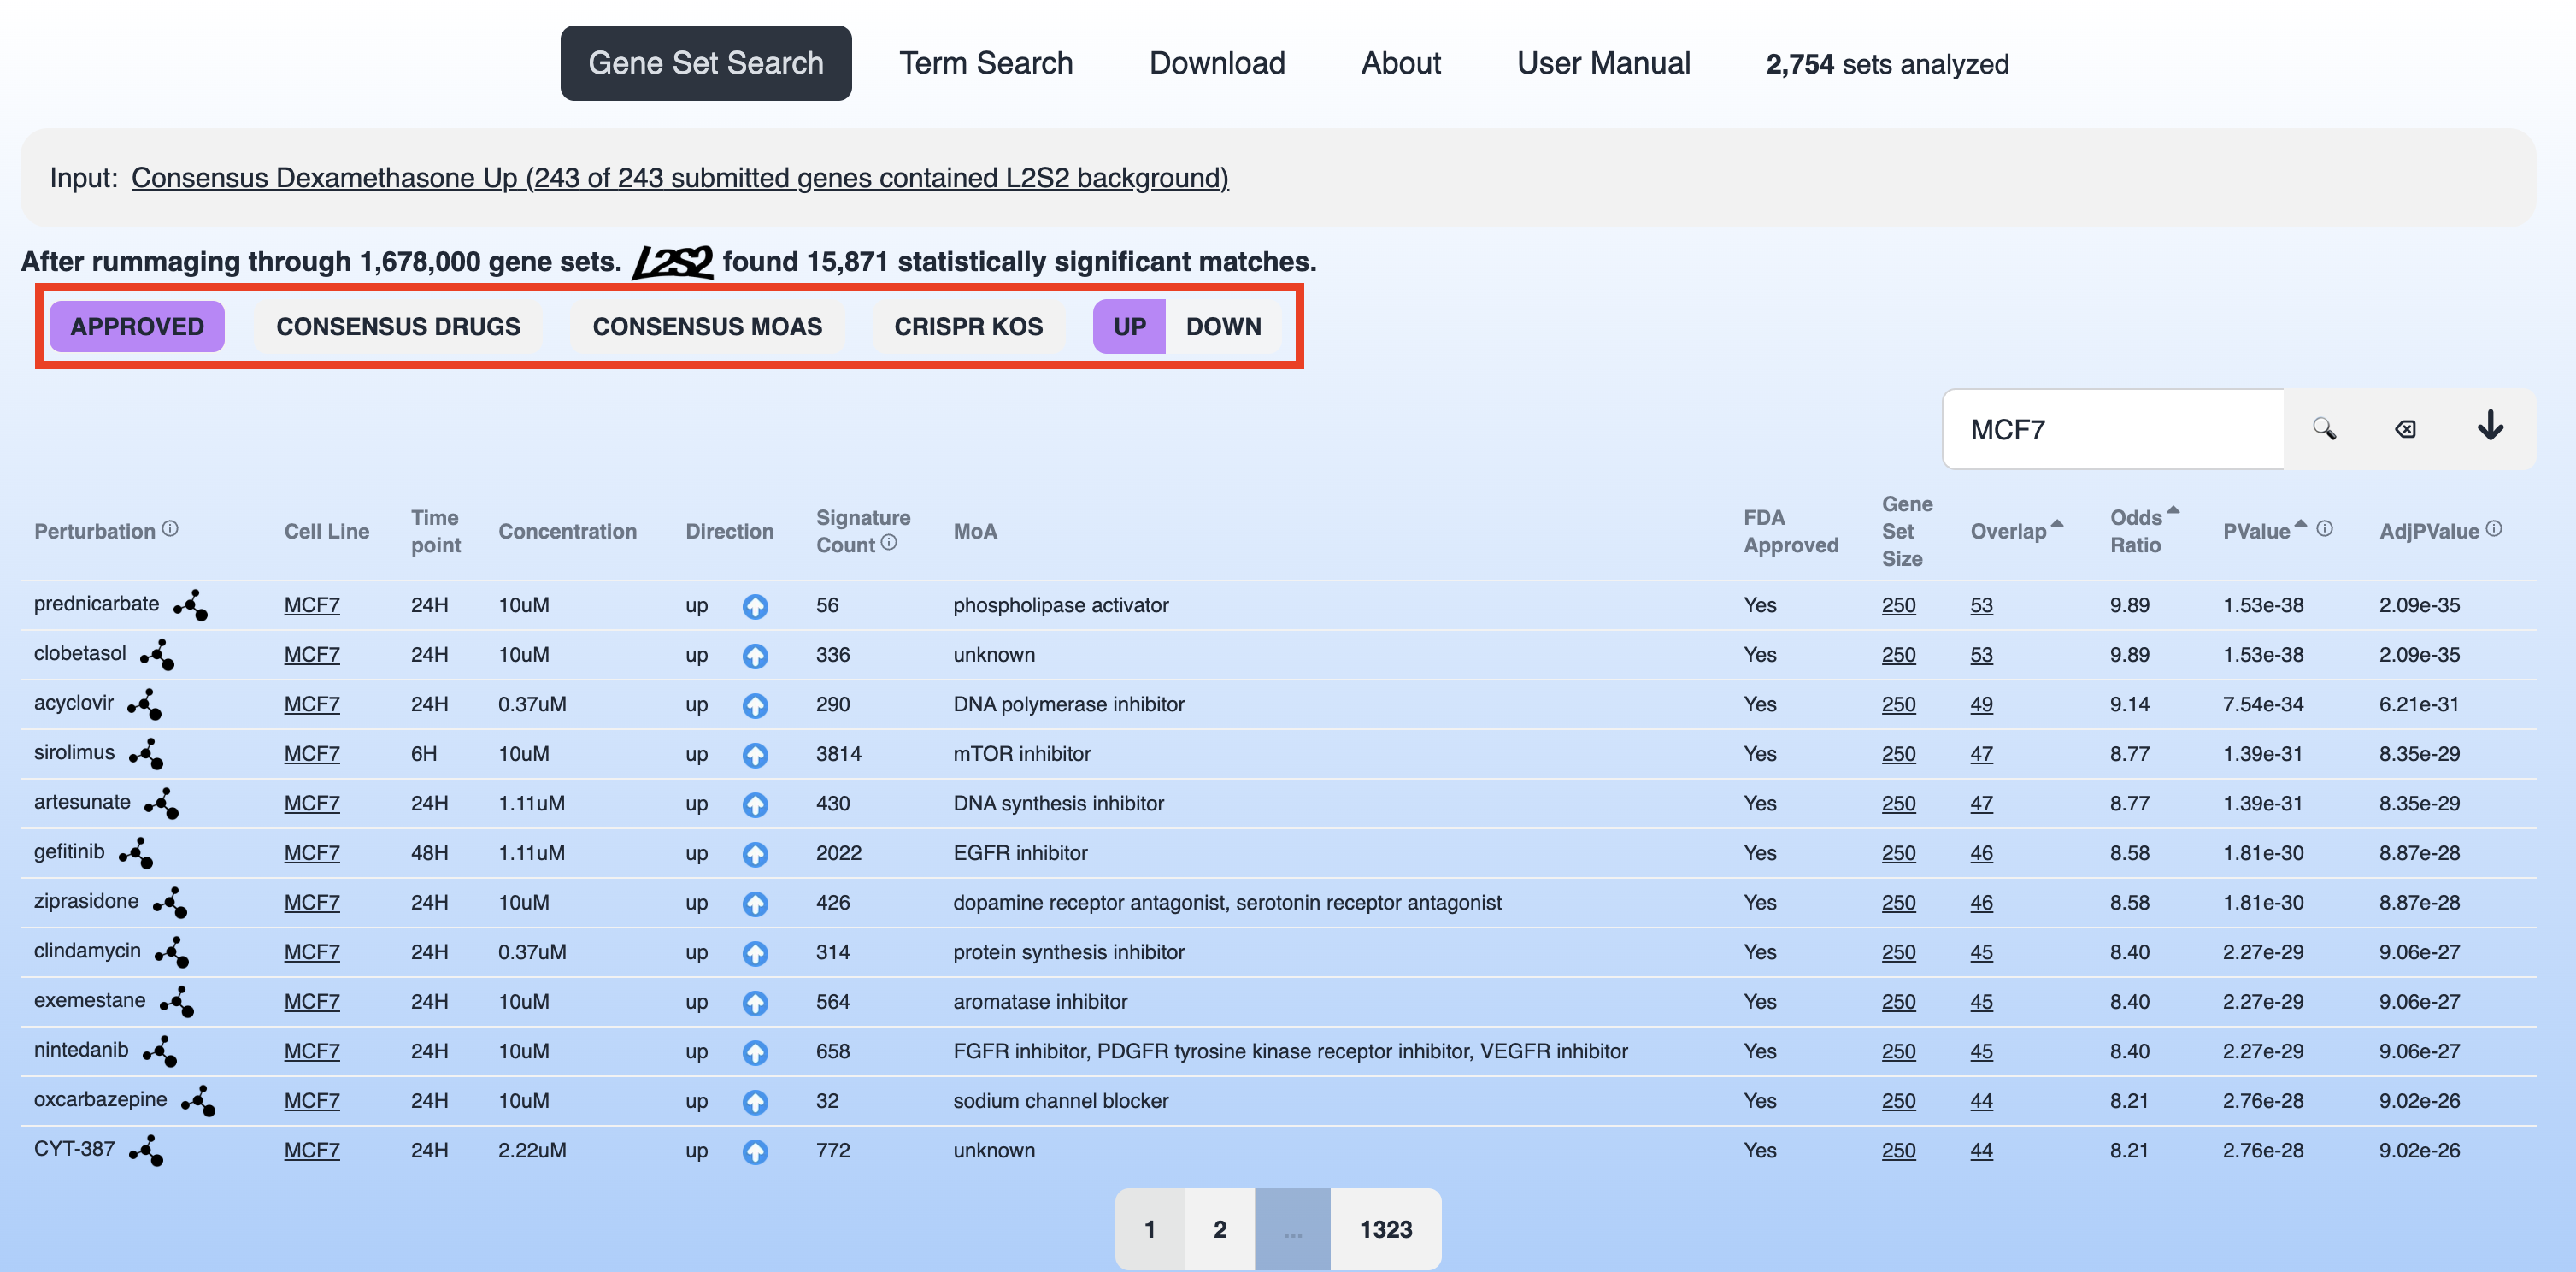 Gene Set Search Term Search Download About User Manual 2,754 sets analyzed
Input: Consensus Dexamethasone Up (243 of 243 submitted genes contained L2S2 background)
After rummaging through 1,678,000 gene sets. L2S2 found 15,871 statistically significant matches.
APPROVED CONSENSUS DRUGS CONSENSUS MOAS CRISPR KOS UP DOWN
MCF7
Perturbation Cell Line Time point Concentration Direction Signature Count MoA FDA Approved Gene Set Size Overlap Odds Ratio PValue AdjPValue
prednicarbate MCF7 24H 10uM up 56 phospholipase activator Yes 250 53 9.89 1.53e-38 2.09e-35
clobetasol MCF7 24H 10uM up 336 unknown Yes 250 53 9.89 1.53e-38 2.09e-35
acyclovir MCF7 24H 0.37uM up 290 DNA polymerase inhibitor Yes 250 49 9.14 7.54e-34 6.21e-31
sirolimus MCF7 6H 10uM up 3814 mTOR inhibitor Yes 250 47 8.77 1.39e-31 8.35e-29
artesunate MCF7 24H 1.11uM up 430 DNA synthesis inhibitor Yes 250 47 8.77 1.39e-31 8.35e-29
gefitinib MCF7 48H 1.11uM up 2022 EGFR inhibitor Yes 250 46 8.58 1.81e-30 8.87e-28
ziprasidone MCF7 24H 10uM up 426 dopamine receptor antagonist, serotonin receptor antagonist Yes 250 46 8.58 1.81e-30 8.87e-28
clindamycin MCF7 24H 0.37uM up 314 protein synthesis inhibitor Yes 250 45 8.40 2.27e-29 9.06e-27
exemestane MCF7 24H 10uM up 564 aromatase inhibitor Yes 250 45 8.40 2.27e-29 9.06e-27
nintedanib MCF7 24H 10uM up 658 FGFR inhibitor, PDGFR tyrosine kinase receptor inhibitor, VEGFR inhibitor Yes 250 45 8.40 2.27e-29 9.06e-27
oxcarbazepine MCF7 24H 10uM up 32 sodium channel blocker Yes 250 44 8.21 2.76e-28 9.02e-26
CYT-387 MCF7 24H 2.22uM up 772 unknown Yes 250 44 8.21 2.76e-28 9.02e-26
1 2 ... 1323